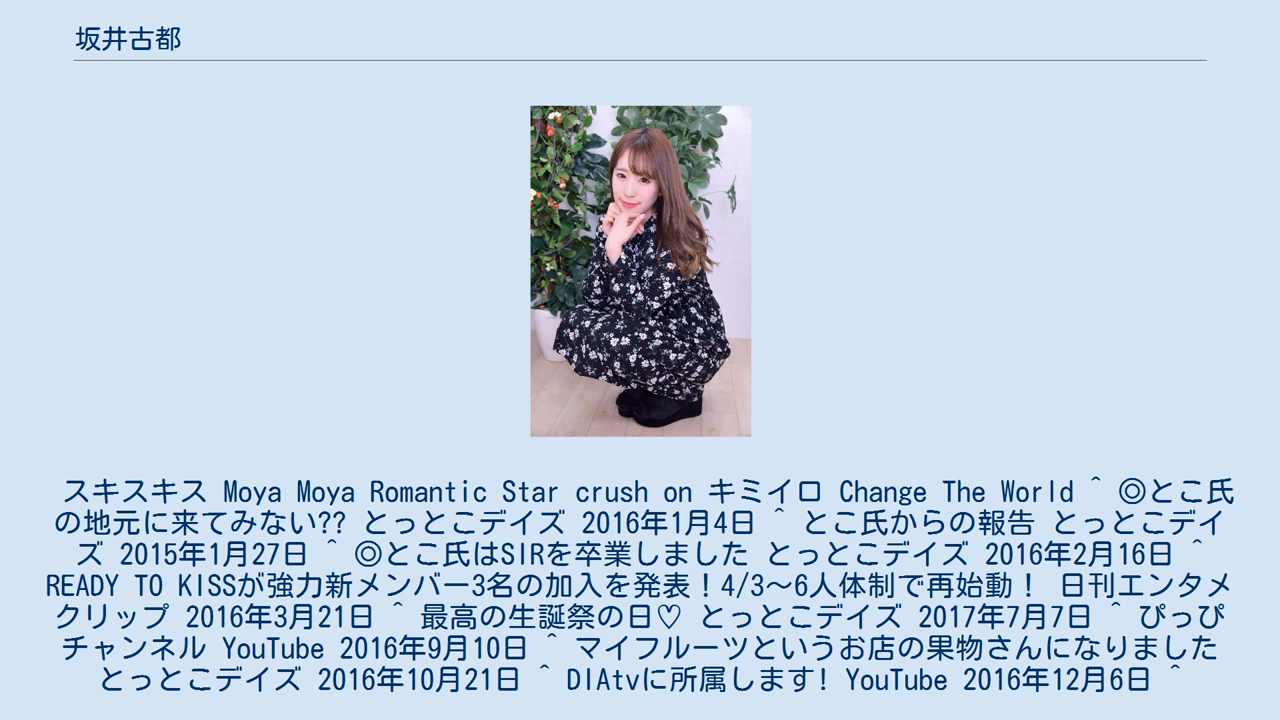 坂井古都
スキスキス Moya Moya Romantic Star crush on キミイロ Change The World ^ ◎とこ氏
の地元に来てみない?? とっとこデイズ 2016年1月4日 ^ とこ氏からの報告 とっとこデイ
ズ 2015年1月27日 ^ ◎とこ氏はSIRを卒業しました とっとこデイズ 2016年2月16日 ^
READY TO KISSが強力新メンバー3名の加入を発表！4/3〜6人体制で再始動！ 日刊エンタメ
クリップ 2016年3月21日 ^ 最高の生誕祭の日♡ とっとこデイズ 2017年7月7日 ^ ぴっぴ
チャンネル YouTube 2016年9月10日 ^ マイフルーツというお店の果物さんになりました
とっとこデイズ 2016年10月21日 ^ DIAtvに所属します! YouTube 2016年12月6日 ^